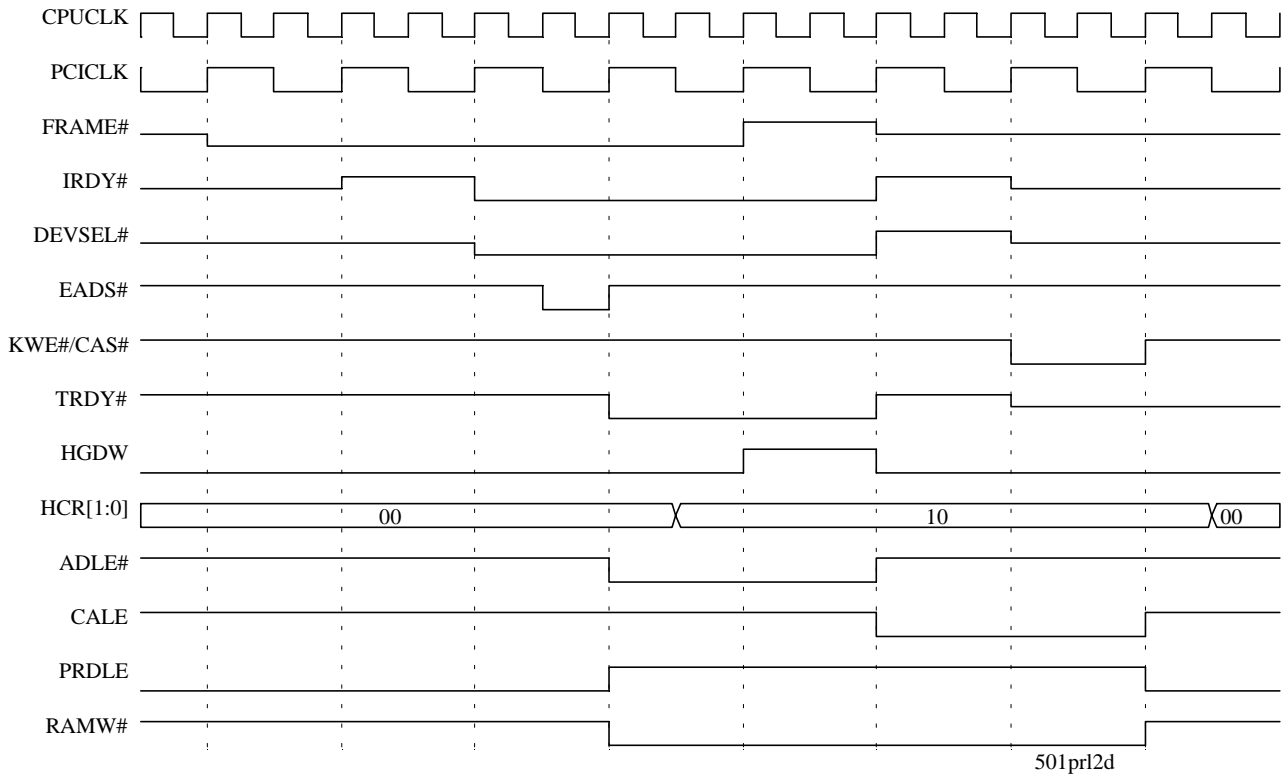 CPUCLK
PCICLK
FRAME#
IRDY#
DEVSEL#
EADS#
KWE#/CAS#
TRDY#
HGDW
HCR[1:0] 00 10 00
ADLE#
CALE
PRDLE
RAMW#
501prl2d